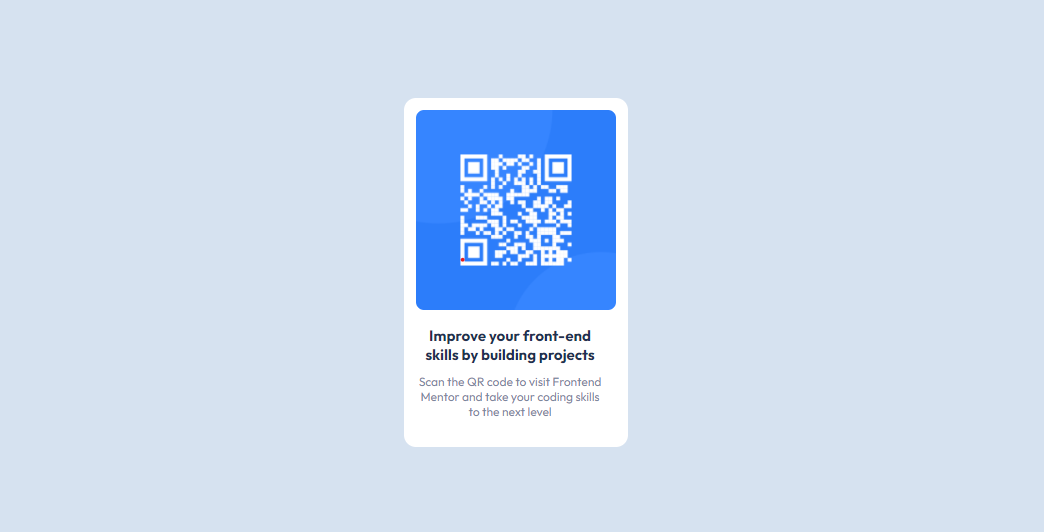 Improve your front-end
skills by building projects
Scan the QR code to visit Frontend
Mentor and take your coding skills
to the next level